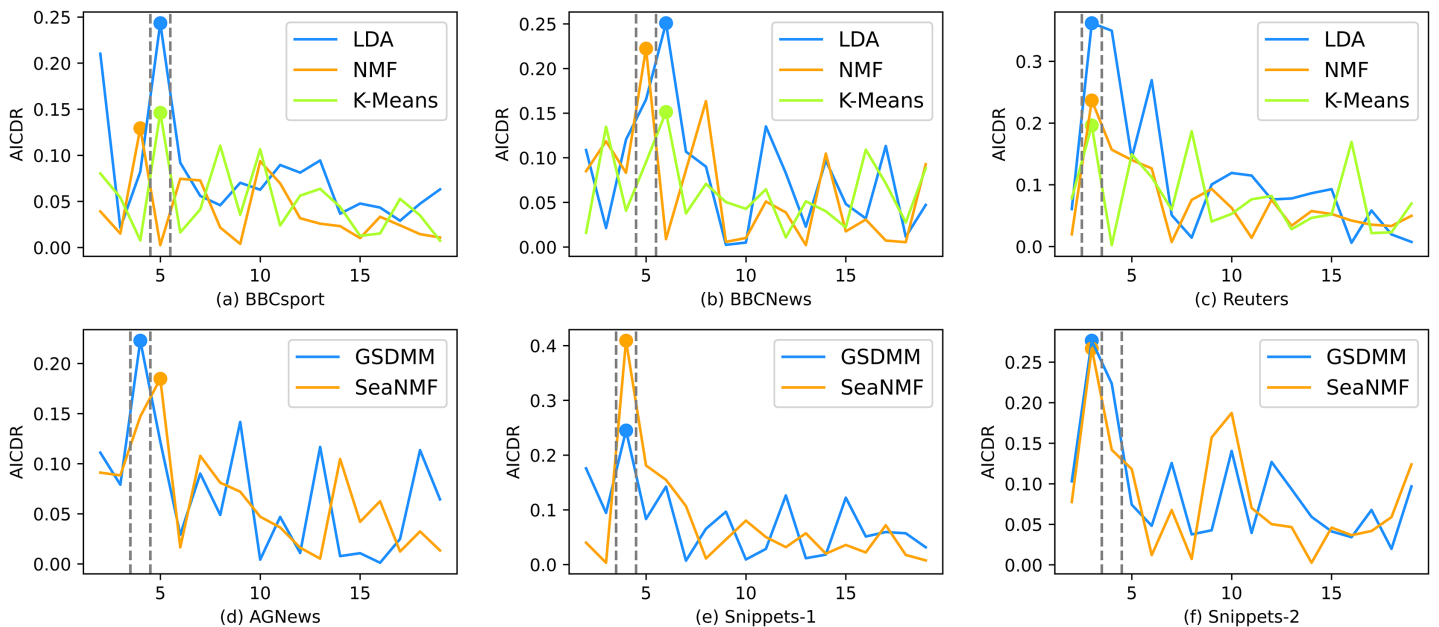 0.25
0.20
0.15
0.10
0.05
0.00
AICDR
LDA
NMF
K-Means
5 10 15
(a) BBCsport
0.25
0.20
0.15
0.10
0.05
0.00
AICDR
LDA
NMF
K-Means
5 10 15
(b) BBCNews
0.3
0.2
0.1
0.0
AICDR
LDA
NMF
K-Means
5 10 15
(c) Reuters
0.20
0.15
0.10
0.05
0.00
AICDR
GSDMM
SeaNMF
5 10 15
(d) AGNews
0.4
0.3
0.2
0.1
0.0
AICDR
GSDMM
SeaNMF
5 10 15
(e) Snippets-1
0.25
0.20
0.15
0.10
0.05
0.00
AICDR
GSDMM
SeaNMF
5 10 15
(f) Snippets-2